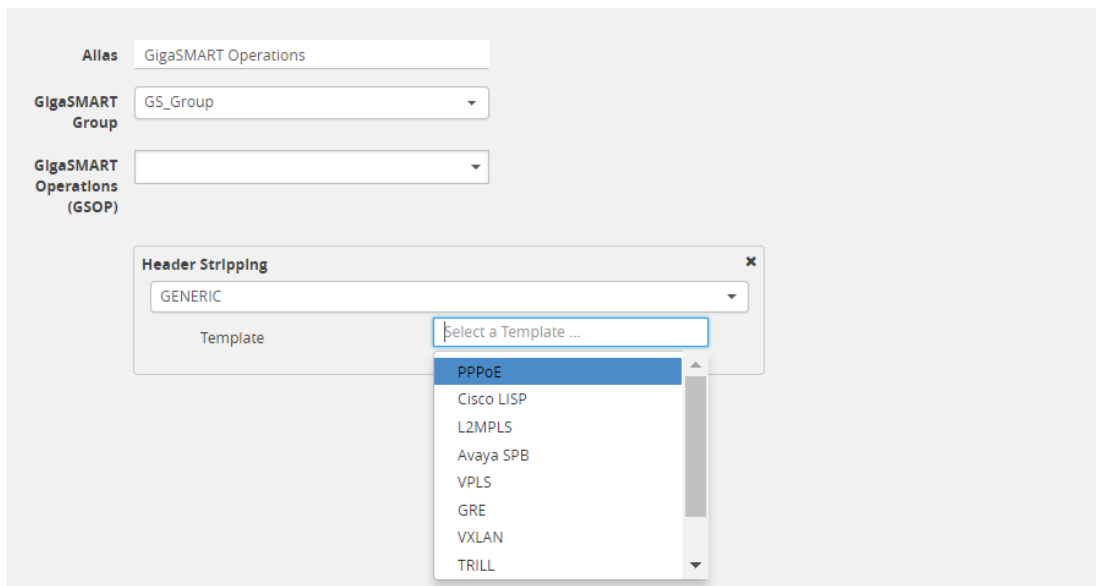 Alias
GigaSMART Operations
GigaSMART
Group
GS_Group
GigaSMART
Operations
(GSOP)
Header Stripping
GENERIC
Template
Select a Template ...
PPPoE
Cisco LISP
L2MPLS
Avaya SPB
VPLS
GRE
VXLAN
TRILL